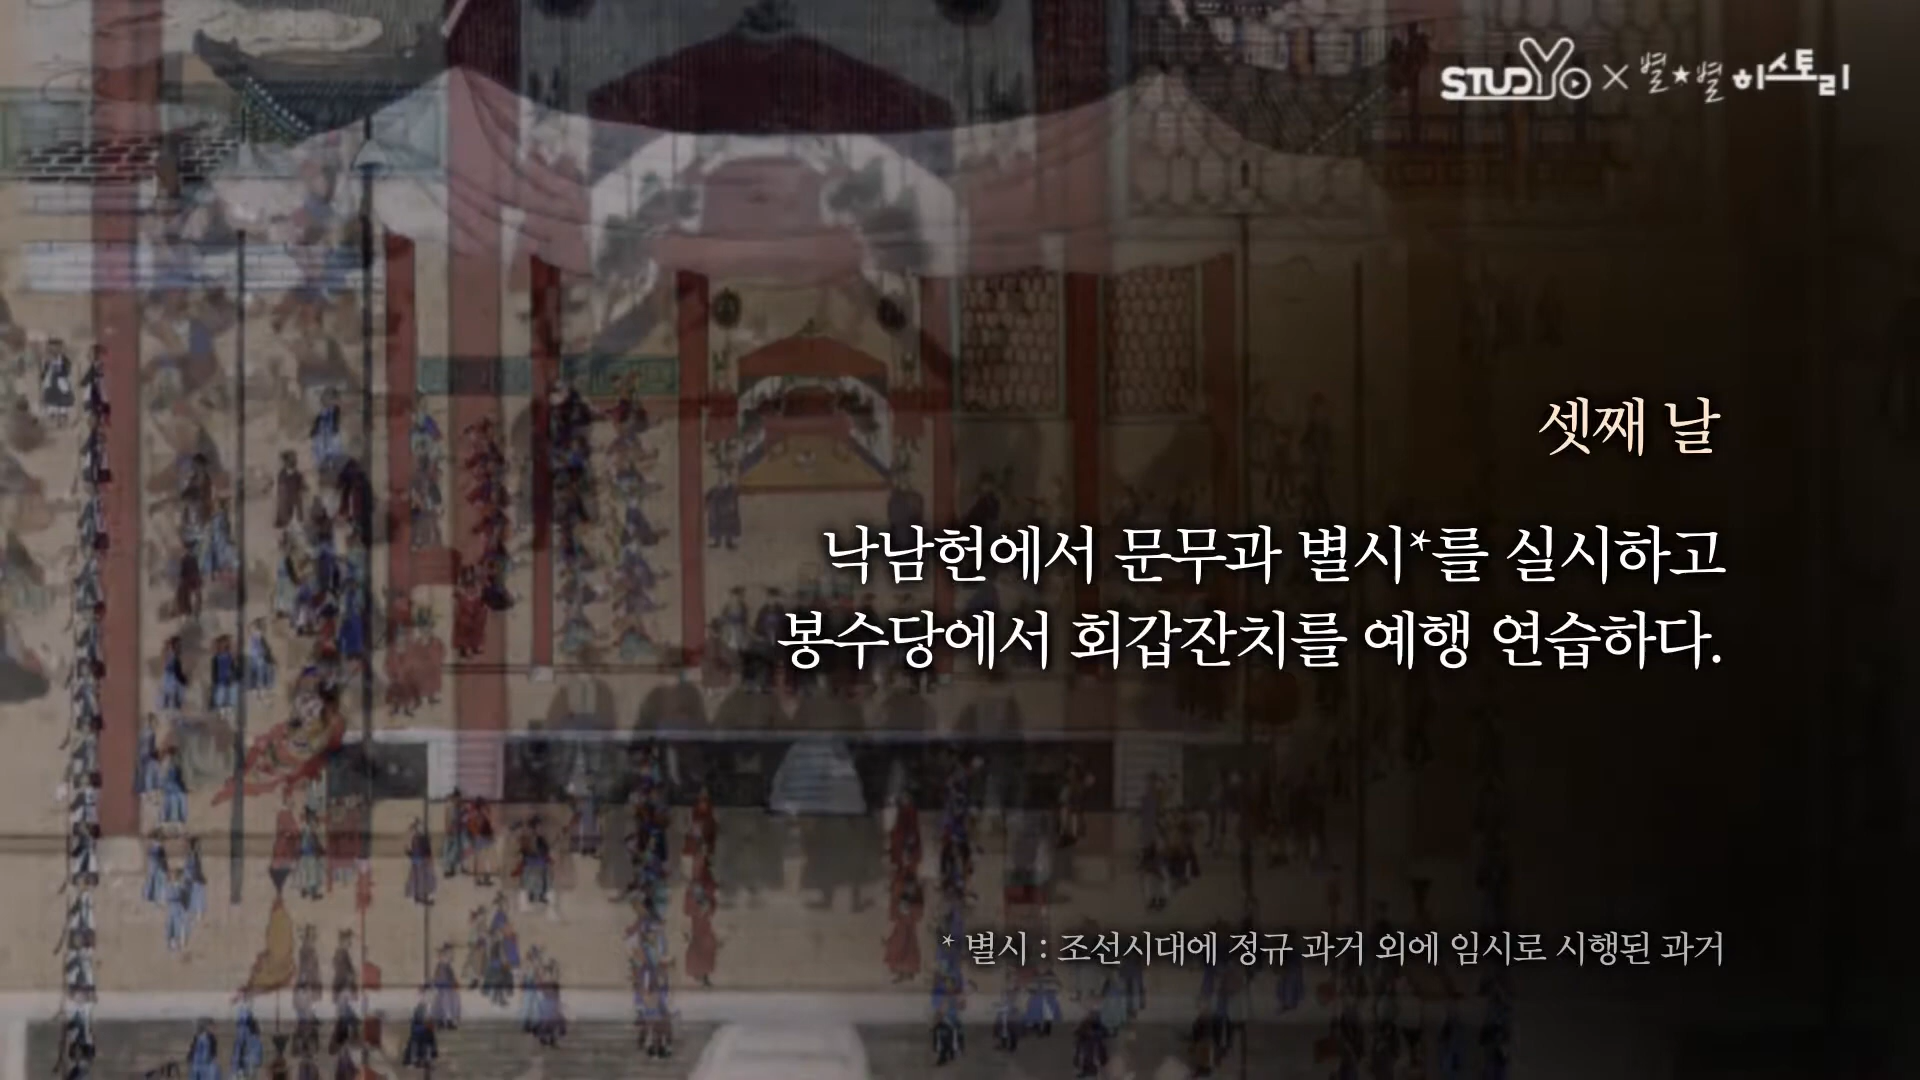 STUDYO × 별★별 히스토리
셋째 날
낙남헌에서 문무과 별시*를 실시하고
봉수당에서 회갑잔치를 예행 연습하다.
* 별시 : 조선시대에 정규 과거 외에 임시로 시행된 과거